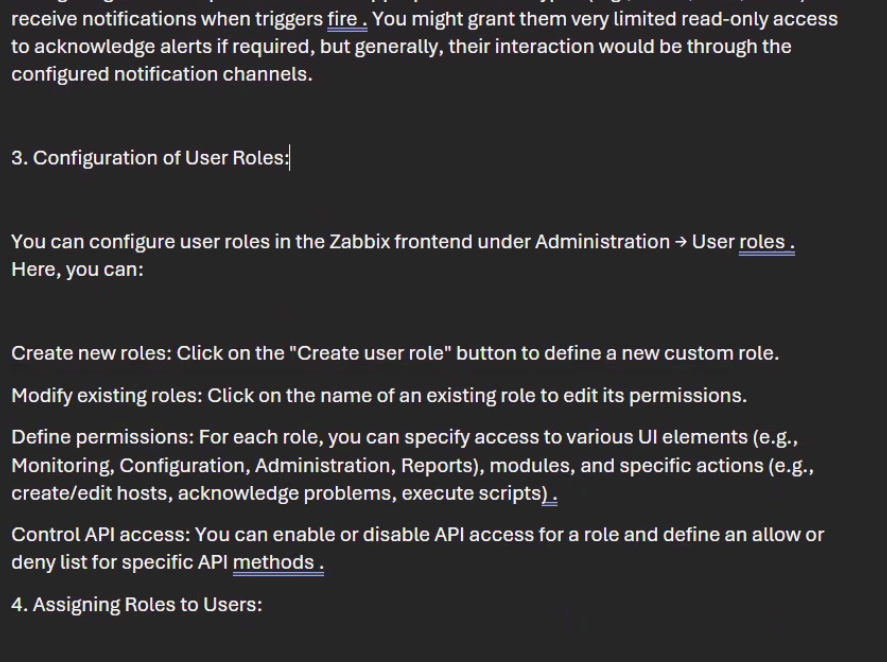 receive notifications when triggers fire . You might grant them very limited read-only access
to acknowledge alerts if required, but generally, their interaction would be through the
configured notification channels.
3. Configuration of User Roles:
You can configure user roles in the Zabbix frontend under Administration → User roles .
Here, you can:
Create new roles: Click on the "Create user role" button to define a new custom role.
Modify existing roles: Click on the name of an existing role to edit its permissions.
Define permissions: For each role, you can specify access to various UI elements (e.g.,
Monitoring, Configuration, Administration, Reports), modules, and specific actions (e.g.,
create/edit hosts, acknowledge problems, execute scripts) .
Control API access: You can enable or disable API access for a role and define an allow or
deny list for specific API methods .
4. Assigning Roles to Users: